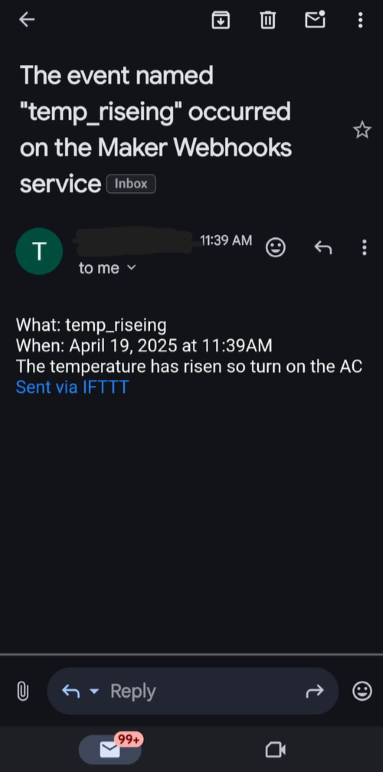 The event named
"temp_riseing" occurred
on the Maker Webhooks
service Inbox
T
11:39 AM
to me
What: temp_riseing
When: April 19, 2025 at 11:39AM
The temperature has risen so turn on the AC
Sent via IFTTT
Reply
99+